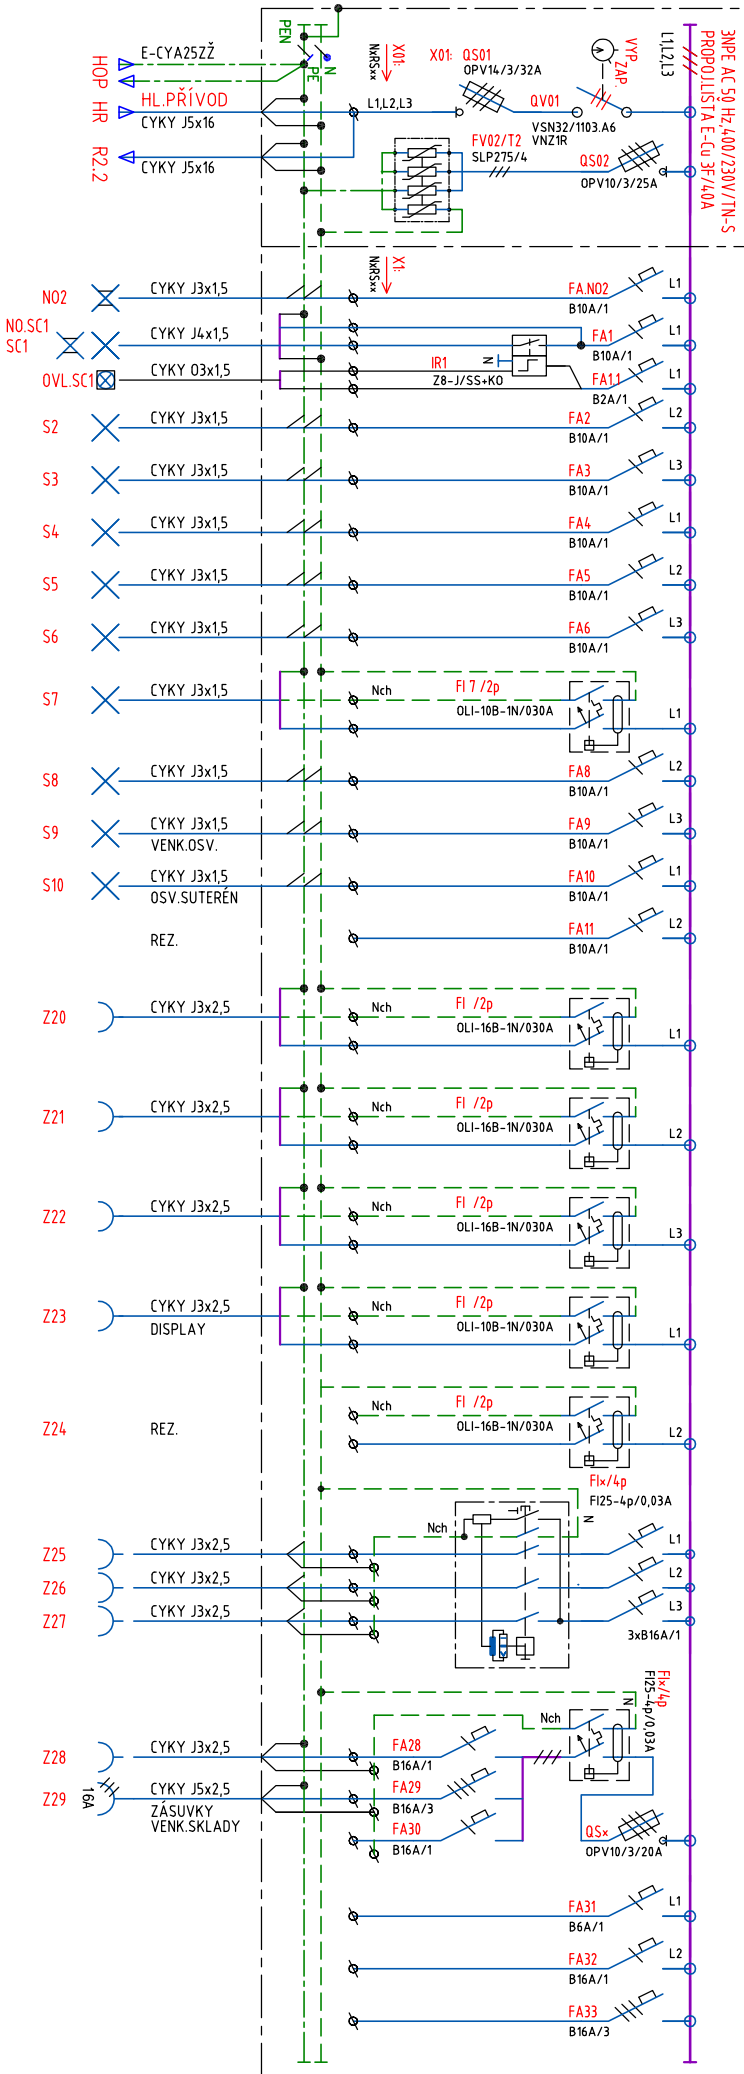 3NPE AC 50 Hz,400/230V/TN-S
PROPOJ.LIŠTA E-Cu 3F/40A
L1,L2,L3
PEN
N
PE
E-CYA25ZŽ
HOP
HR
HL.PŘÍVOD
CYKY J5x16
R2.2
CYKY J5x16
X01:
NxRS××
L1,L2,L3
X01: QS01
OPV14/3/32A
QV01
VSN32/1103.A6
VNZ1R
VYP.
ZAP.
FV02/T2
SLP275/4
QS02
OPV10/3/25A
X1:
NxRS××
NO2
CYKY J3x1,5
FA.NO2
B10A/1
L1
NO.SC1
SC1
CYKY J4x1,5
FA1
B10A/1
L1
OVL.SC1
CYKY O3x1,5
N
IR1
Z8-J/SS+KO
FA1.1
B2A/1
L1
S2
CYKY J3x1,5
FA2
B10A/1
L2
S3
CYKY J3x1,5
FA3
B10A/1
L3
S4
CYKY J3x1,5
FA4
B10A/1
L1
S5
CYKY J3x1,5
FA5
B10A/1
L2
S6
CYKY J3x1,5
FA6
B10A/1
L3
S7
CYKY J3x1,5
Nch
FI 7 /2p
OLI-10B-1N/030A
L1
S8
CYKY J3x1,5
FA8
B10A/1
L2
S9
CYKY J3x1,5
VENK.OSV.
FA9
B10A/1
L3
S10
CYKY J3x1,5
OSV.SUTERÉN
FA10
B10A/1
L1
REZ.
FA11
B10A/1
L2
Z20
CYKY J3x2,5
Nch
FI /2p
OLI-16B-1N/030A
L1
Z21
CYKY J3x2,5
Nch
FI /2p
OLI-16B-1N/030A
L2
Z22
CYKY J3x2,5
Nch
FI /2p
OLI-16B-1N/030A
L3
Z23
CYKY J3x2,5
DISPLAY
Nch
FI /2p
OLI-10B-1N/030A
L1
Z24
REZ.
Nch
FI /2p
OLI-16B-1N/030A
L2
FI×/4p
FI25-4p/0,03A
N
Nch
Z25
CYKY J3x2,5
L1
Z26
CYKY J3x2,5
L2
Z27
CYKY J3x2,5
L3
3xB16A/1
FI×/4p
FI25-4p/0,03A
N
Nch
Z28
CYKY J3x2,5
FA28
B16A/1
Z29
16A
CYKY J5x2,5
ZÁSUVKY
VENK.SKLADY
FA29
B16A/3
FA30
B16A/1
QS×
OPV10/3/20A
FA31
B6A/1
L1
FA32
B16A/1
L2
FA33
B16A/3